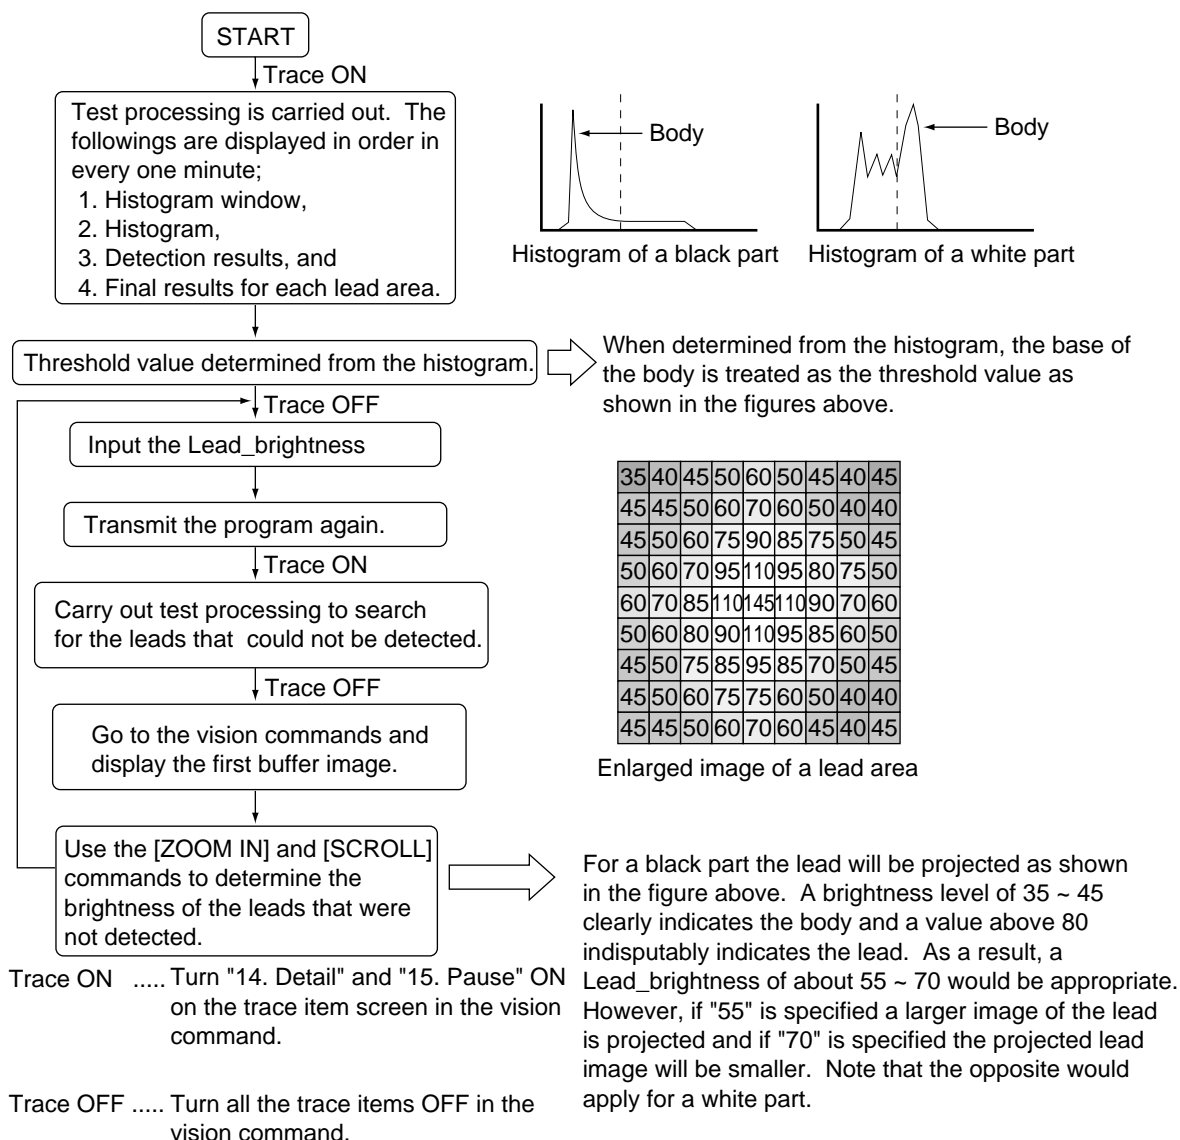 START
Trace ON
Test processing is carried out.  The
followings are displayed in order in
every one minute;
1. Histogram window,
2. Histogram,
3. Detection results, and
4. Final results for each lead area.
Body
Histogram of a black part
Body
Histogram of a white part
Threshold value determined from the histogram.
When determined from the histogram, the base of
the body is treated as the threshold value as
shown in the figures above.
Trace OFF
Input the Lead_brightness
Transmit the program again.
Trace ON
Carry out test processing to search
for the leads that  could not be detected.
Trace OFF
Go to the vision commands and
display the first buffer image.
Use the [ZOOM IN] and [SCROLL]
commands to determine the
brightness of the leads that were
not detected.
35 40 45 50 60 50 45 40 45
45 45 50 60 70 60 50 40 40
45 50 60 75 90 85 75 50 45
50 60 70 95 110 95 80 75 50
60 70 85 110 145 110 90 70 60
50 60 80 90 110 95 85 60 50
45 50 75 85 95 85 70 50 45
45 50 60 75 75 60 50 40 40
45 45 50 60 70 60 45 40 45
Enlarged image of a lead area
For a black part the lead will be projected as shown
in the figure above.  A brightness level of 35 ~ 45
clearly indicates the body and a value above 80
indisputably indicates the lead.  As a result, a
Lead_brightness of about 55 ~ 70 would be appropriate.
However, if "55" is specified a larger image of the lead
is projected and if "70" is specified the projected lead
image will be smaller.  Note that the opposite would
apply for a white part.
Trace ON ..... Turn "14. Detail" and "15. Pause" ON
on the trace item screen in the vision
command.
Trace OFF ..... Turn all the trace items OFF in the
vision command.